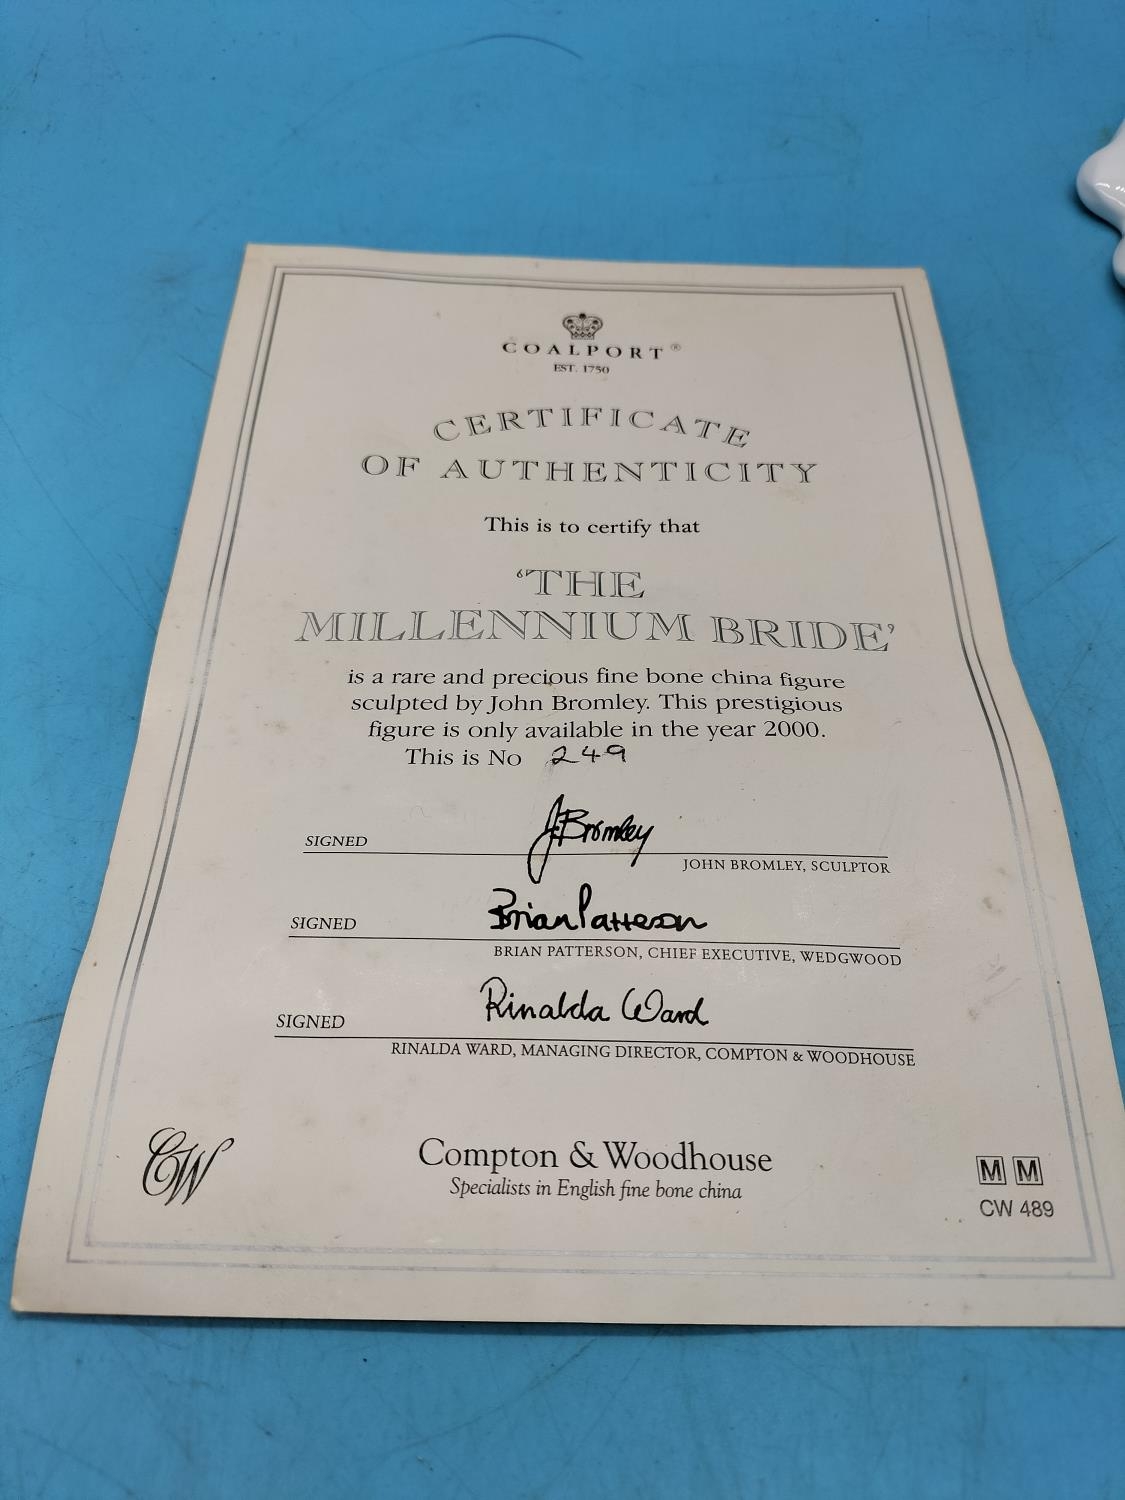 COALPORT®
EST. 1750
CERTIFICATE
OF AUTHENTICITY
This is to certify that
‘THE
MILLENNIUM BRIDE’
is a rare and precious fine bone china figure
sculpted by John Bromley. This prestigious
figure is only available in the year 2000.
This is No 249
SIGNED J. Bromley
JOHN BROMLEY, SCULPTOR
SIGNED Brian Patterson
BRIAN PATTERSON, CHIEF EXECUTIVE, WEDGWOOD
SIGNED Rinalda Ward
RINALDA WARD, MANAGING DIRECTOR, COMPTON & WOODHOUSE
CW
Compton & Woodhouse
Specialists in English fine bone china
M M
CW 489